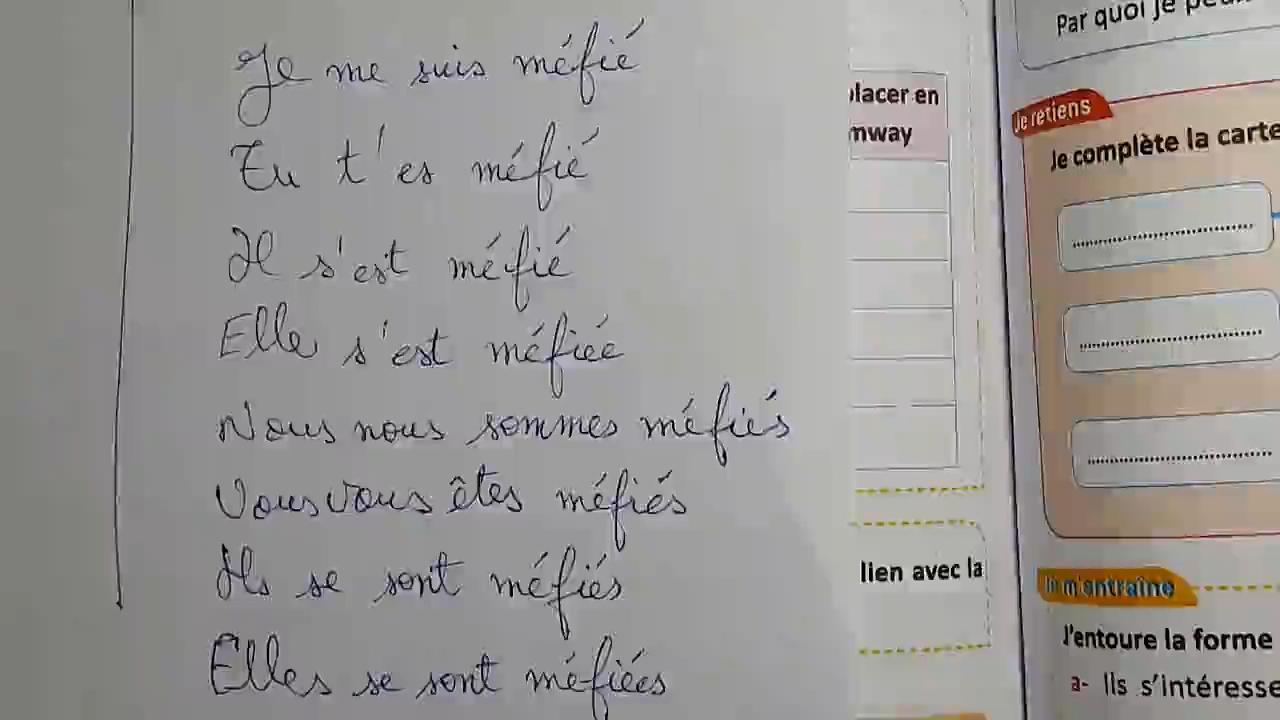 Je me suis méfié
Tu t'es méfié
Il s'est méfié
Elle s'est méfiée
Nous nous sommes méfiés
Vous vous êtes méfiés
Ils se sont méfiés
Elles se sont méfiées
lacer en
mway
lien avec la
Par quoi je
Je retiens
Je complète la carte
Je m'entraîne
J'entoure la forme
a- Ils s'intéresse